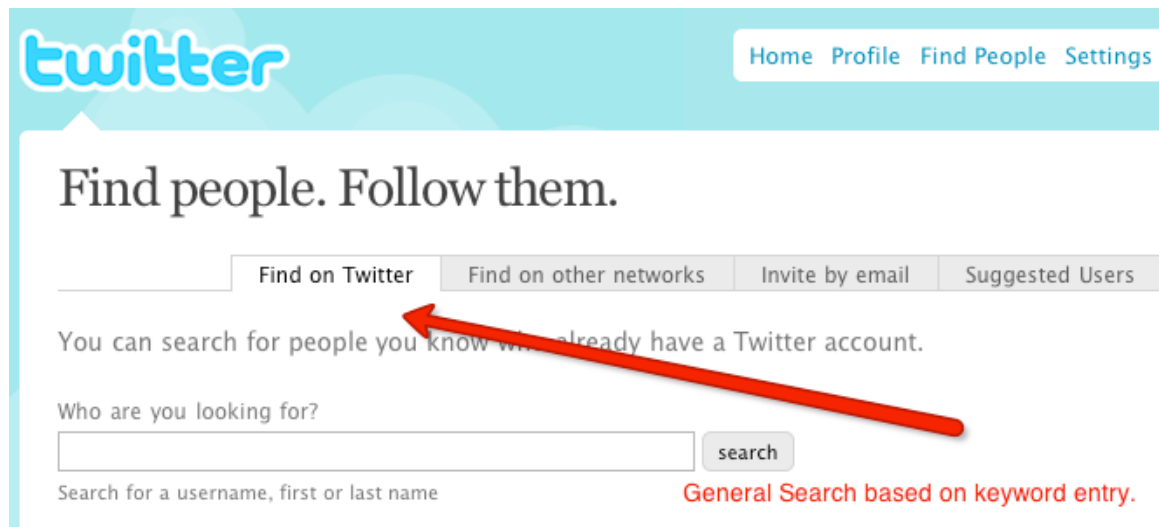 twitter
Home Profile Find People Settings
Find people. Follow them.
Find on Twitter Find on other networks Invite by email Suggested Users
You can search for people you know who already have a Twitter account.
Who are you looking for?
search
Search for a username, first or last name
General Search based on keyword entry.